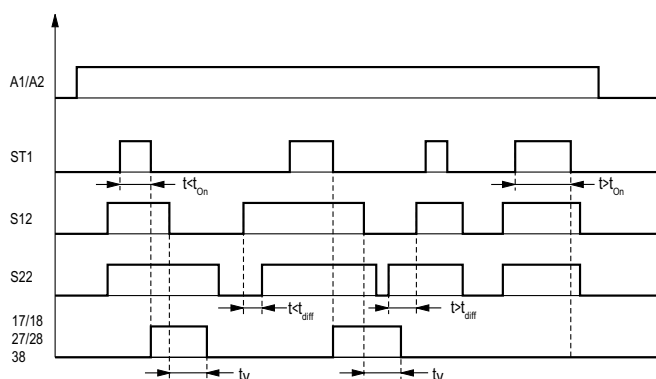 A1/A2
ST1
t<tOn
t>tOn
S12
S22
t<tdiff
t>tdiff
17/18
27/28
38
tV
tV